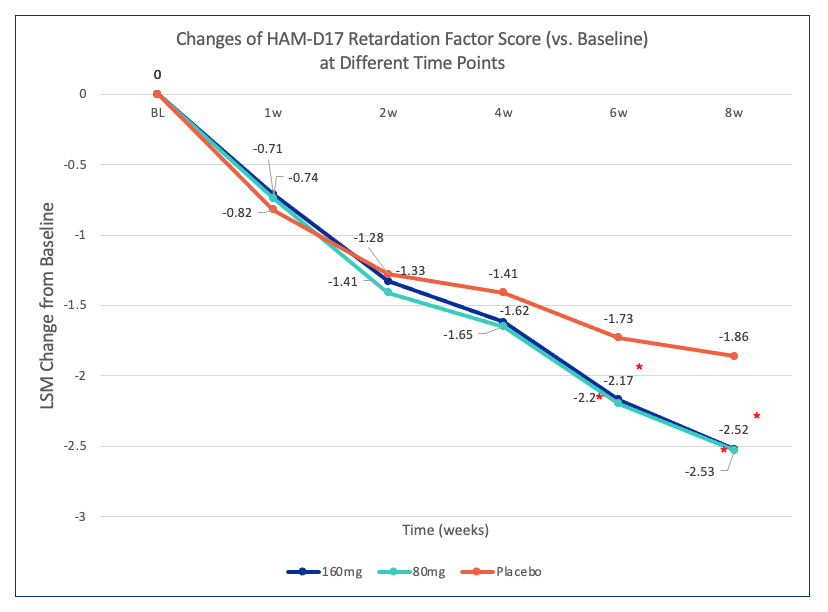 Changes of HAM-D17 Retardation Factor Score (vs. Baseline)
at Different Time Points
LSM Change from Baseline
0
0
BL
1w
2w
4w
6w
8w
-0.5
-1
-1.5
-2
-2.5
-3
-0.71
-0.74
-0.82
-1.28
-1.33
-1.41
-1.41
-1.62
-1.65
-1.73
-2.17
*
-2.2*
-1.86
*
-2.52
*
-2.53
Time (weeks)
160mg
80mg
Placebo